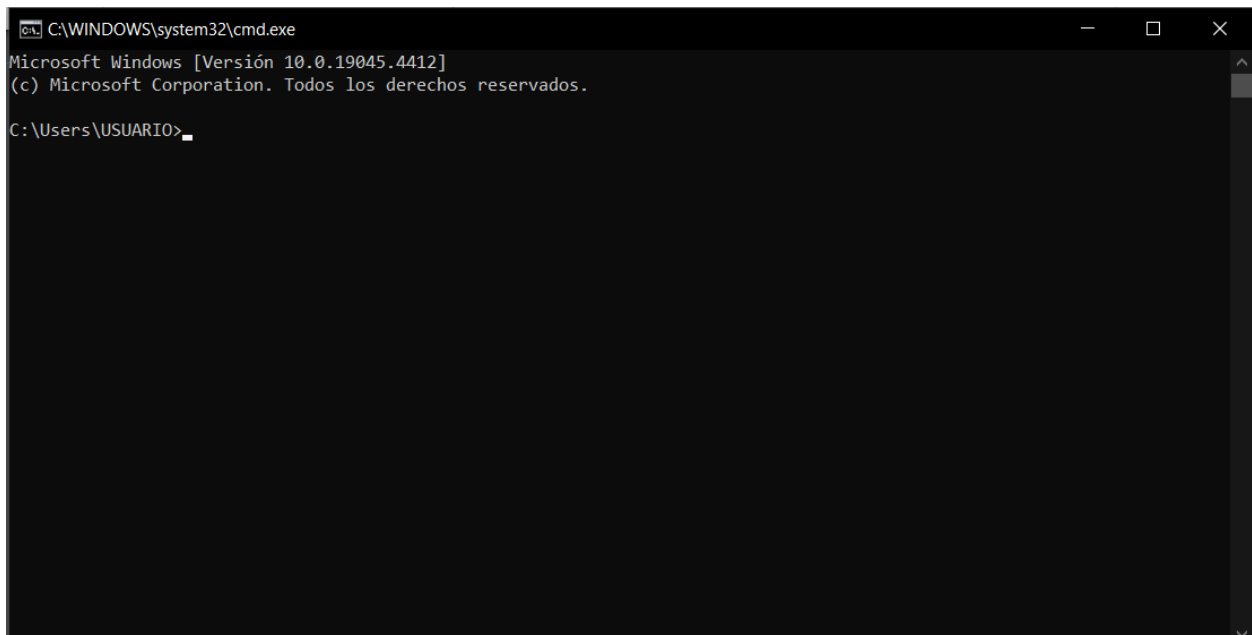 C:\WINDOWS\system32\cmd.exe
Microsoft Windows [Versión 10.0.19045.4412]
(c) Microsoft Corporation. Todos los derechos reservados.
C:\Users\USUARIO>